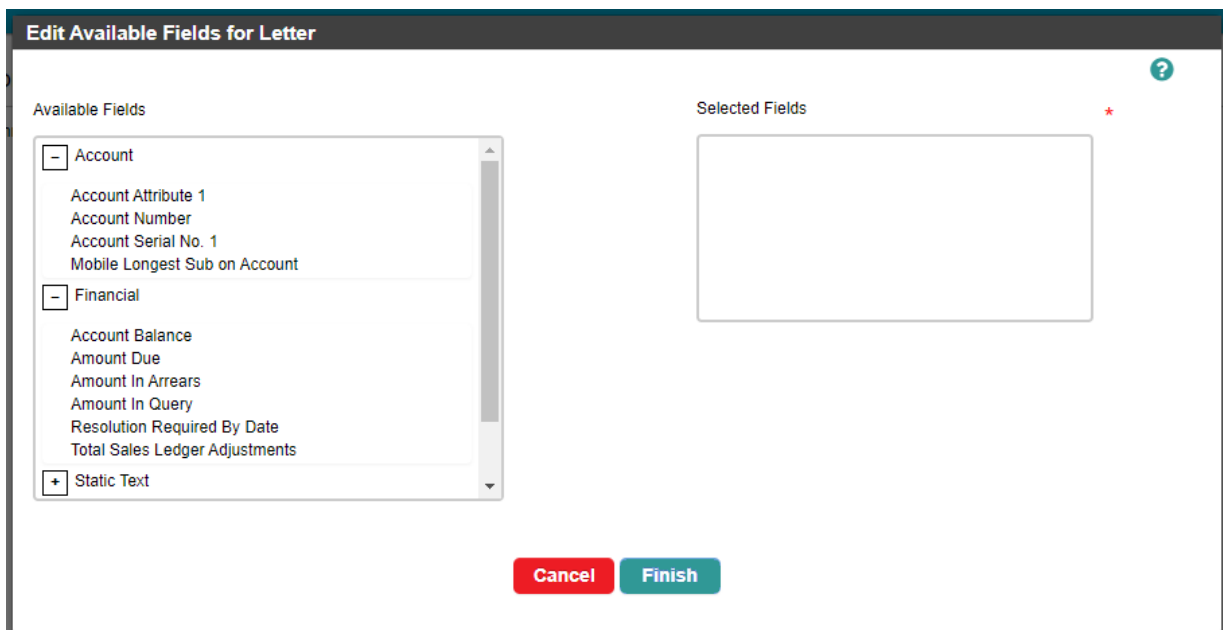 Edit Available Fields for Letter
?
Available Fields
Selected Fields
*
− Account
Account Attribute 1
Account Number
Account Serial No. 1
Mobile Longest Sub on Account
− Financial
Account Balance
Amount Due
Amount In Arrears
Amount In Query
Resolution Required By Date
Total Sales Ledger Adjustments
+ Static Text
Cancel
Finish